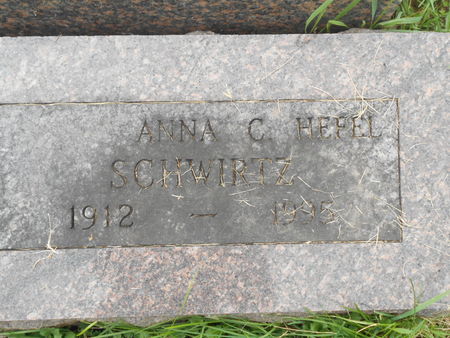 ANNA C. HEFEL
SCHWIRTZ
1912 — 1995